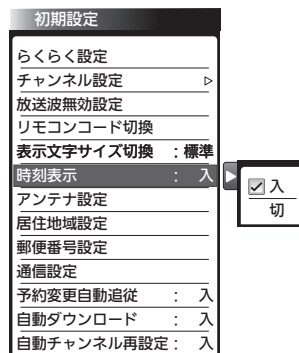 初期設定
らくらく設定
チャンネル設定 ▷
放送波無効設定
リモコンコード切換
表示文字サイズ切換 : 標準
時刻表示 : 入
アンテナ設定
居住地域設定
郵便番号設定
通信設定
予約変更自動追従 : 入
自動ダウンロード : 入
自動チャンネル再設定 : 入
入
切